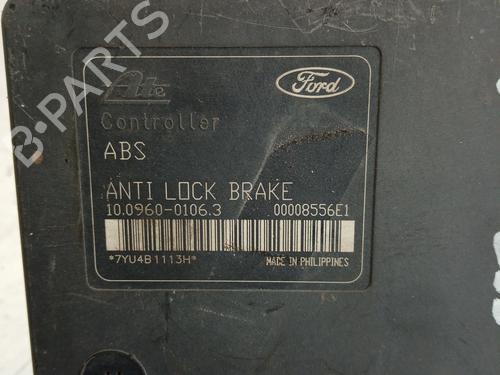 B-PARTS
Ate
Ford
Controller
ABS
ANTI LOCK BRAKE
10.0960-0106.3 00008556E1
*7YU4B1113H* MADE IN PHILIPPINES